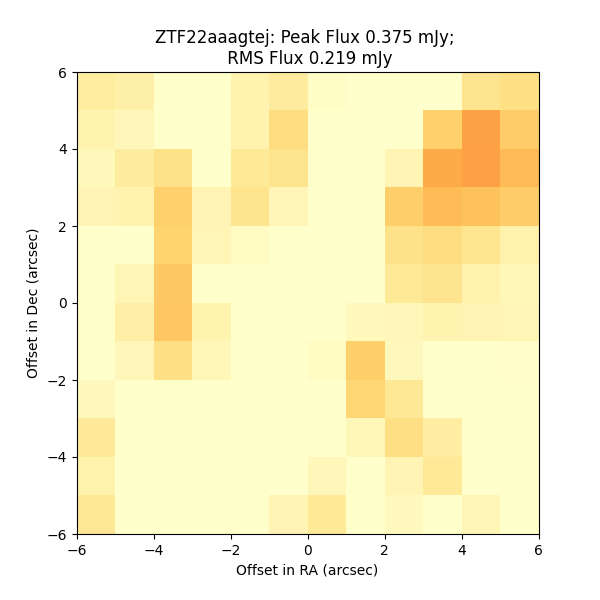 ZTF22aaagtej: Peak Flux 0.375 mJy;
RMS Flux 0.219 mJy
6
4
2
0
−2
−4
−6
Offset in Dec (arcsec)
−6 −4 −2 0 2 4 6
Offset in RA (arcsec)